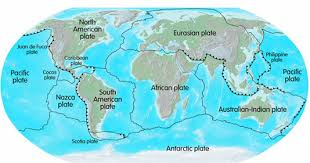 North
American
plate
Eurasian plate
Juan de Fuca
plate
Caribbean
plate
Philippine
plate
Pacific
plate
Cocos
plate
Pacific
plate
Nazca
plate
South
American
plate
African plate
Australian-Indian plate
Scotia plate
Antarctic plate